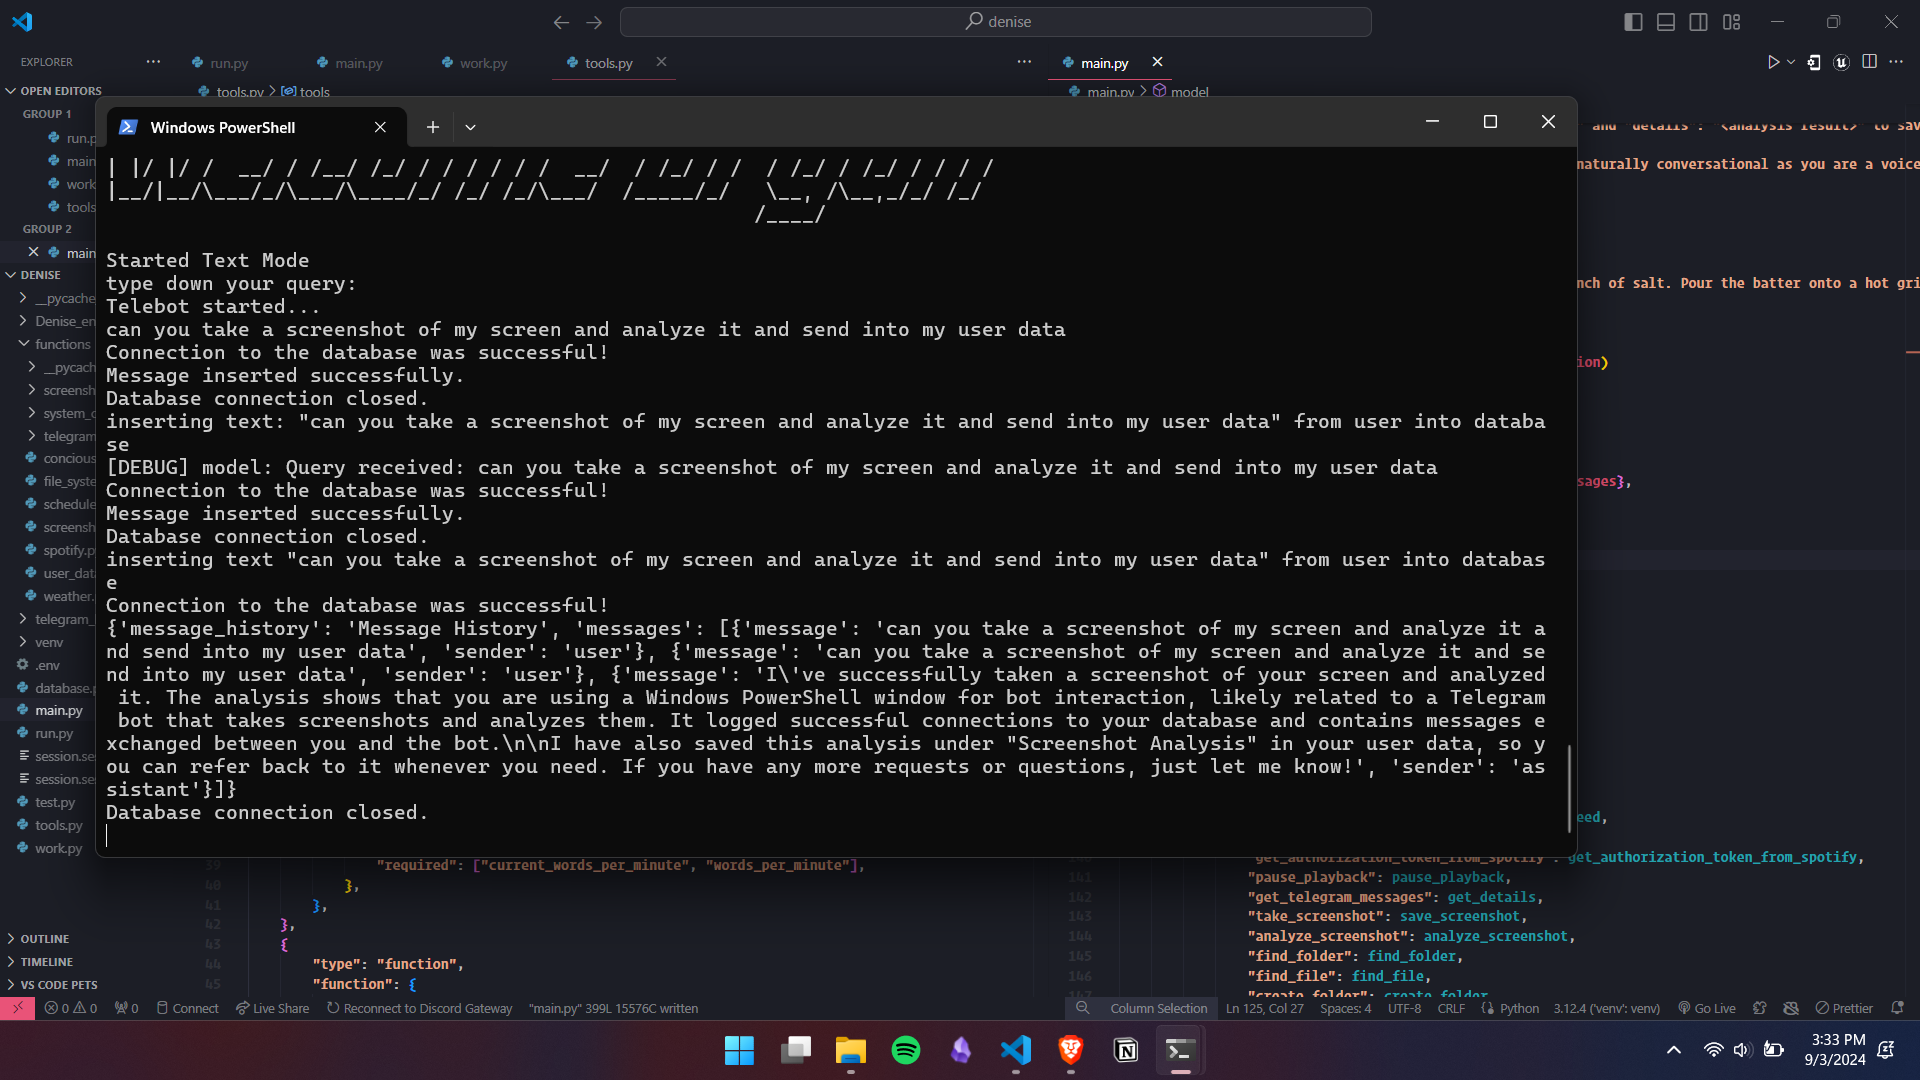 denise
EXPLORER
run.py
main.py
work.py
tools.py
main.py
OPEN EDITORS
tools.py > tools
main.py > model
GROUP 1
run.p
main
work
tools
GROUP 2
main
DENISE
__pycache
Denise_en
functions
__pycach
screensh
system_c
telegram
concious
file_syste
schedule
screensh
spotify.p
user_dat
weather.
telegram_
venv
.env
database.p
main.py
run.py
session.se
session.se
test.py
tools.py
work.py
OUTLINE
TIMELINE
VS CODE PETS
Windows PowerShell
| |/ |/ /  __/ / /__/ /_/ / / / / / /  __/  / /_/ / /  / /_/ / /_/ / / / /
|__/|__/\___/_/\___/\____/_/ /_/ /_/\___/  /_____/_/   \__, /\__,_/_/ /_/
/____/
Started Text Mode
type down your query:
Telebot started...
can you take a screenshot of my screen and analyze it and send into my user data
Connection to the database was successful!
Message inserted successfully.
Database connection closed.
inserting text: "can you take a screenshot of my screen and analyze it and send into my user data" from user into databa
se
[DEBUG] model: Query received: can you take a screenshot of my screen and analyze it and send into my user data
Connection to the database was successful!
Message inserted successfully.
Database connection closed.
inserting text "can you take a screenshot of my screen and analyze it and send into my user data" from user into databas
e
Connection to the database was successful!
{'message_history': 'Message History', 'messages': [{'message': 'can you take a screenshot of my screen and analyze it a
nd send into my user data', 'sender': 'user'}, {'message': 'can you take a screenshot of my screen and analyze it and se
nd into my user data', 'sender': 'user'}, {'message': 'I\'ve successfully taken a screenshot of your screen and analyzed
 it. The analysis shows that you are using a Windows PowerShell window for bot interaction, likely related to a Telegram
 bot that takes screenshots and analyzes them. It logged successful connections to your database and contains messages e
xchanged between you and the bot.\n\nI have also saved this analysis under "Screenshot Analysis" in your user data, so y
ou can refer back to it whenever you need. If you have any more requests or questions, just let me know!', 'sender': 'as
sistant'}]}
Database connection closed.
and details : <analysis result> to sav
naturally conversational as you are a voice
nch of salt. Pour the batter onto a hot gri
ion)
sages},
eed,
39 "required": ["current_words_per_minute", "words_per_minute"],
40 },
41 },
42 },
43 {
44 "type": "function",
45 "function": {
"get_authorization_token_from_spotify": get_authorization_token_from_spotify,
141 "pause_playback": pause_playback,
142 "get_telegram_messages": get_details,
143 "take_screenshot": save_screenshot,
144 "analyze_screenshot": analyze_screenshot,
145 "find_folder": find_folder,
146 "find_file": find_file,
147 "create_folder": create_folder
0 0 0 Connect Live Share Reconnect to Discord Gateway "main.py" 399L 15576C written
Column Selection Ln 125, Col 27 Spaces: 4 UTF-8 CRLF Python 3.12.4 ('venv': venv) Go Live Prettier
3:33 PM
9/3/2024